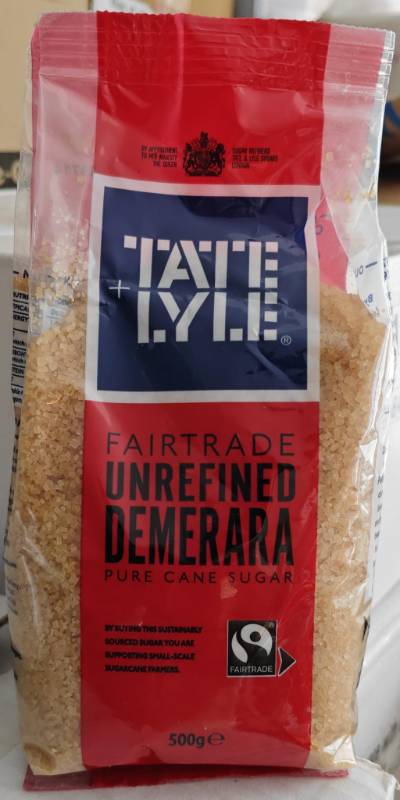 BY APPOINTMENT
TO HER MAJESTY
THE QUEEN
SUGAR REFINERS
TATE & LYLE SUGARS
LONDON
TATE
+ LYLE®
FAIRTRADE
UNREFINED
DEMERARA
PURE CANE SUGAR
BY BUYING THIS SUSTAINABLY
SOURCED SUGAR YOU ARE
SUPPORTING SMALL-SCALE
SUGARCANE FARMERS.
FAIRTRADE
500g℮